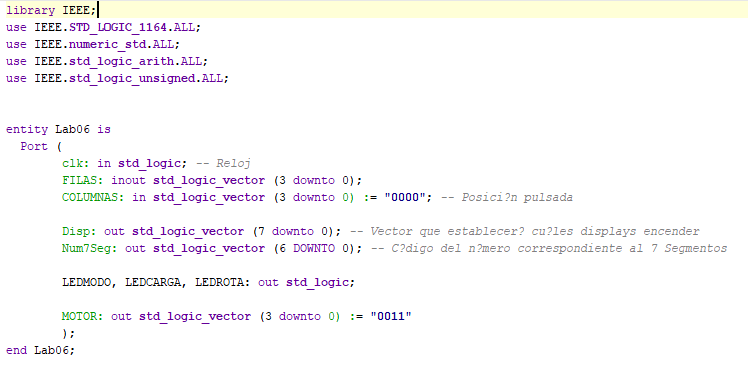 library IEEE;
use IEEE.STD_LOGIC_1164.ALL;
use IEEE.numeric_std.ALL;
use IEEE.std_logic_arith.ALL;
use IEEE.std_logic_unsigned.ALL;
entity Lab06 is
Port (
clk: in std_logic; -- Reloj
FILAS: inout std_logic_vector (3 downto 0);
COLUMNAS: in std_logic_vector (3 downto 0) := "0000"; -- Posici?n pulsada
Disp: out std_logic_vector (7 downto 0); -- Vector que establecer? cu?les displays encender
Num7Seg: out std_logic_vector (6 DOWNTO 0); -- C?digo del n?mero correspondiente al 7 Segmentos
LEDMODO, LEDCARGA, LEDROTA: out std_logic;
MOTOR: out std_logic_vector (3 downto 0) := "0011"
);
end Lab06;